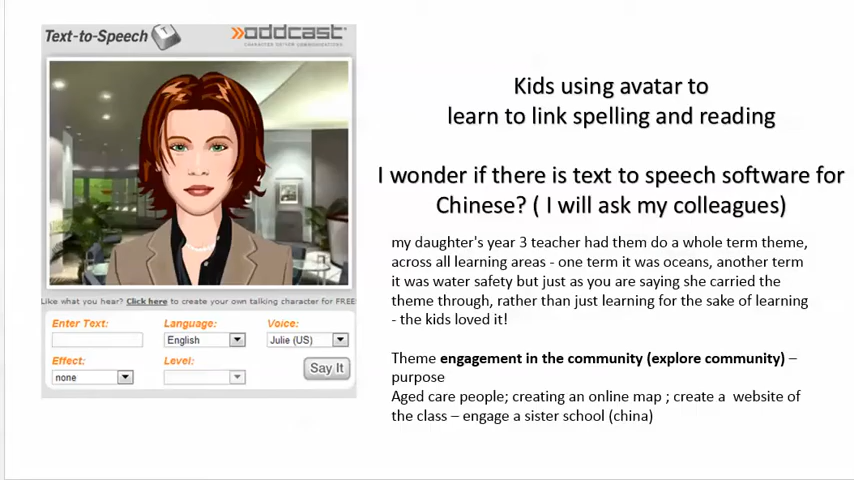 Text-to-Speech
oddcast
Like what you hear? Click here to create your own talking character for FREE
Enter Text:
Language:
Voice:
English
Julie (US)
Effect:
Level:
none
Say It
Kids using avatar to
learn to link spelling and reading
I wonder if there is text to speech software for
Chinese? ( I will ask my colleagues)
my daughter's year 3 teacher had them do a whole term theme,
across all learning areas - one term it was oceans, another term
it was water safety but just as you are saying she carried the
theme through, rather than just learning for the sake of learning
- the kids loved it!
Theme engagement in the community (explore community) –
purpose
Aged care people; creating an online map ; create a website of
the class – engage a sister school (china)